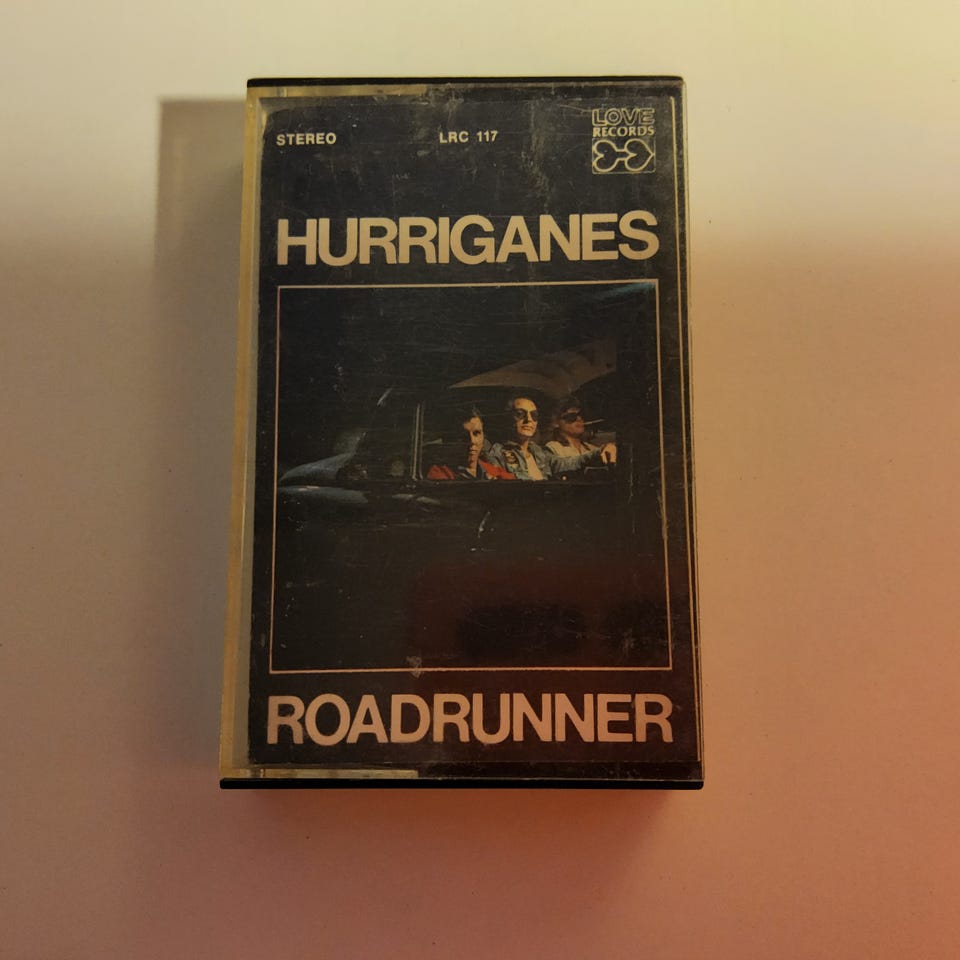 STEREO LRC 117
LOVE
RECORDS
HURRIGANES
ROADRUNNER